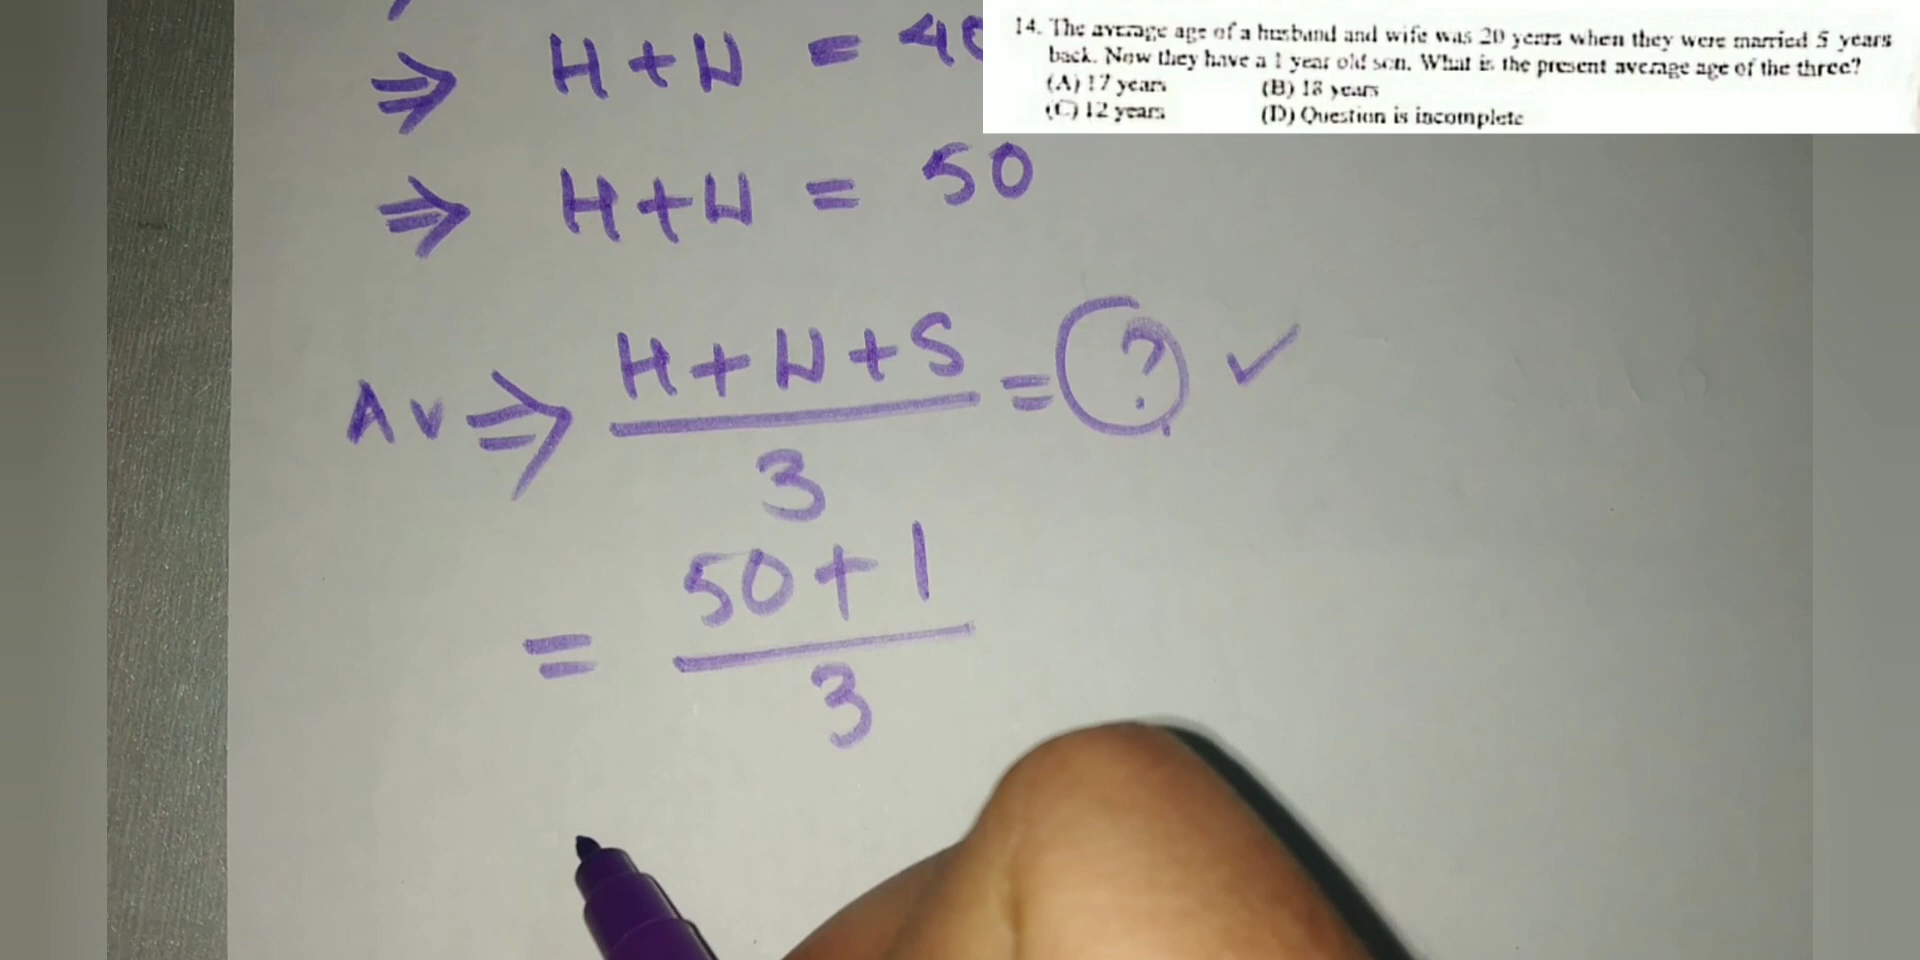 14. The average age of a husband and wife was 20 years when they were married 5 years
back. Now they have a 1 year old son. What is the present average age of the three?
(A) 17 years (B) 18 years
(C) 12 years (D) Question is incomplete
⇒ H+W = 40
⇒ H+W = 50
Av ⇒ H+W+S = ? ✓
3
= 50+1
3